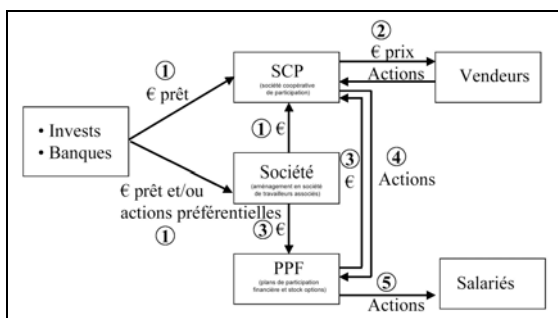 ②
€ prix
Actions
SCP
(société coopérative
de participation)
Vendeurs
①
€ prêt
• Invests
• Banques
① €
③
€
④
Actions
Société
(aménagement en société
de travailleurs associés)
€ prêt et/ou
actions préférentielles
①
③ €
PPF
(plans de participation
financière et stock options)
⑤
Actions
Salariés